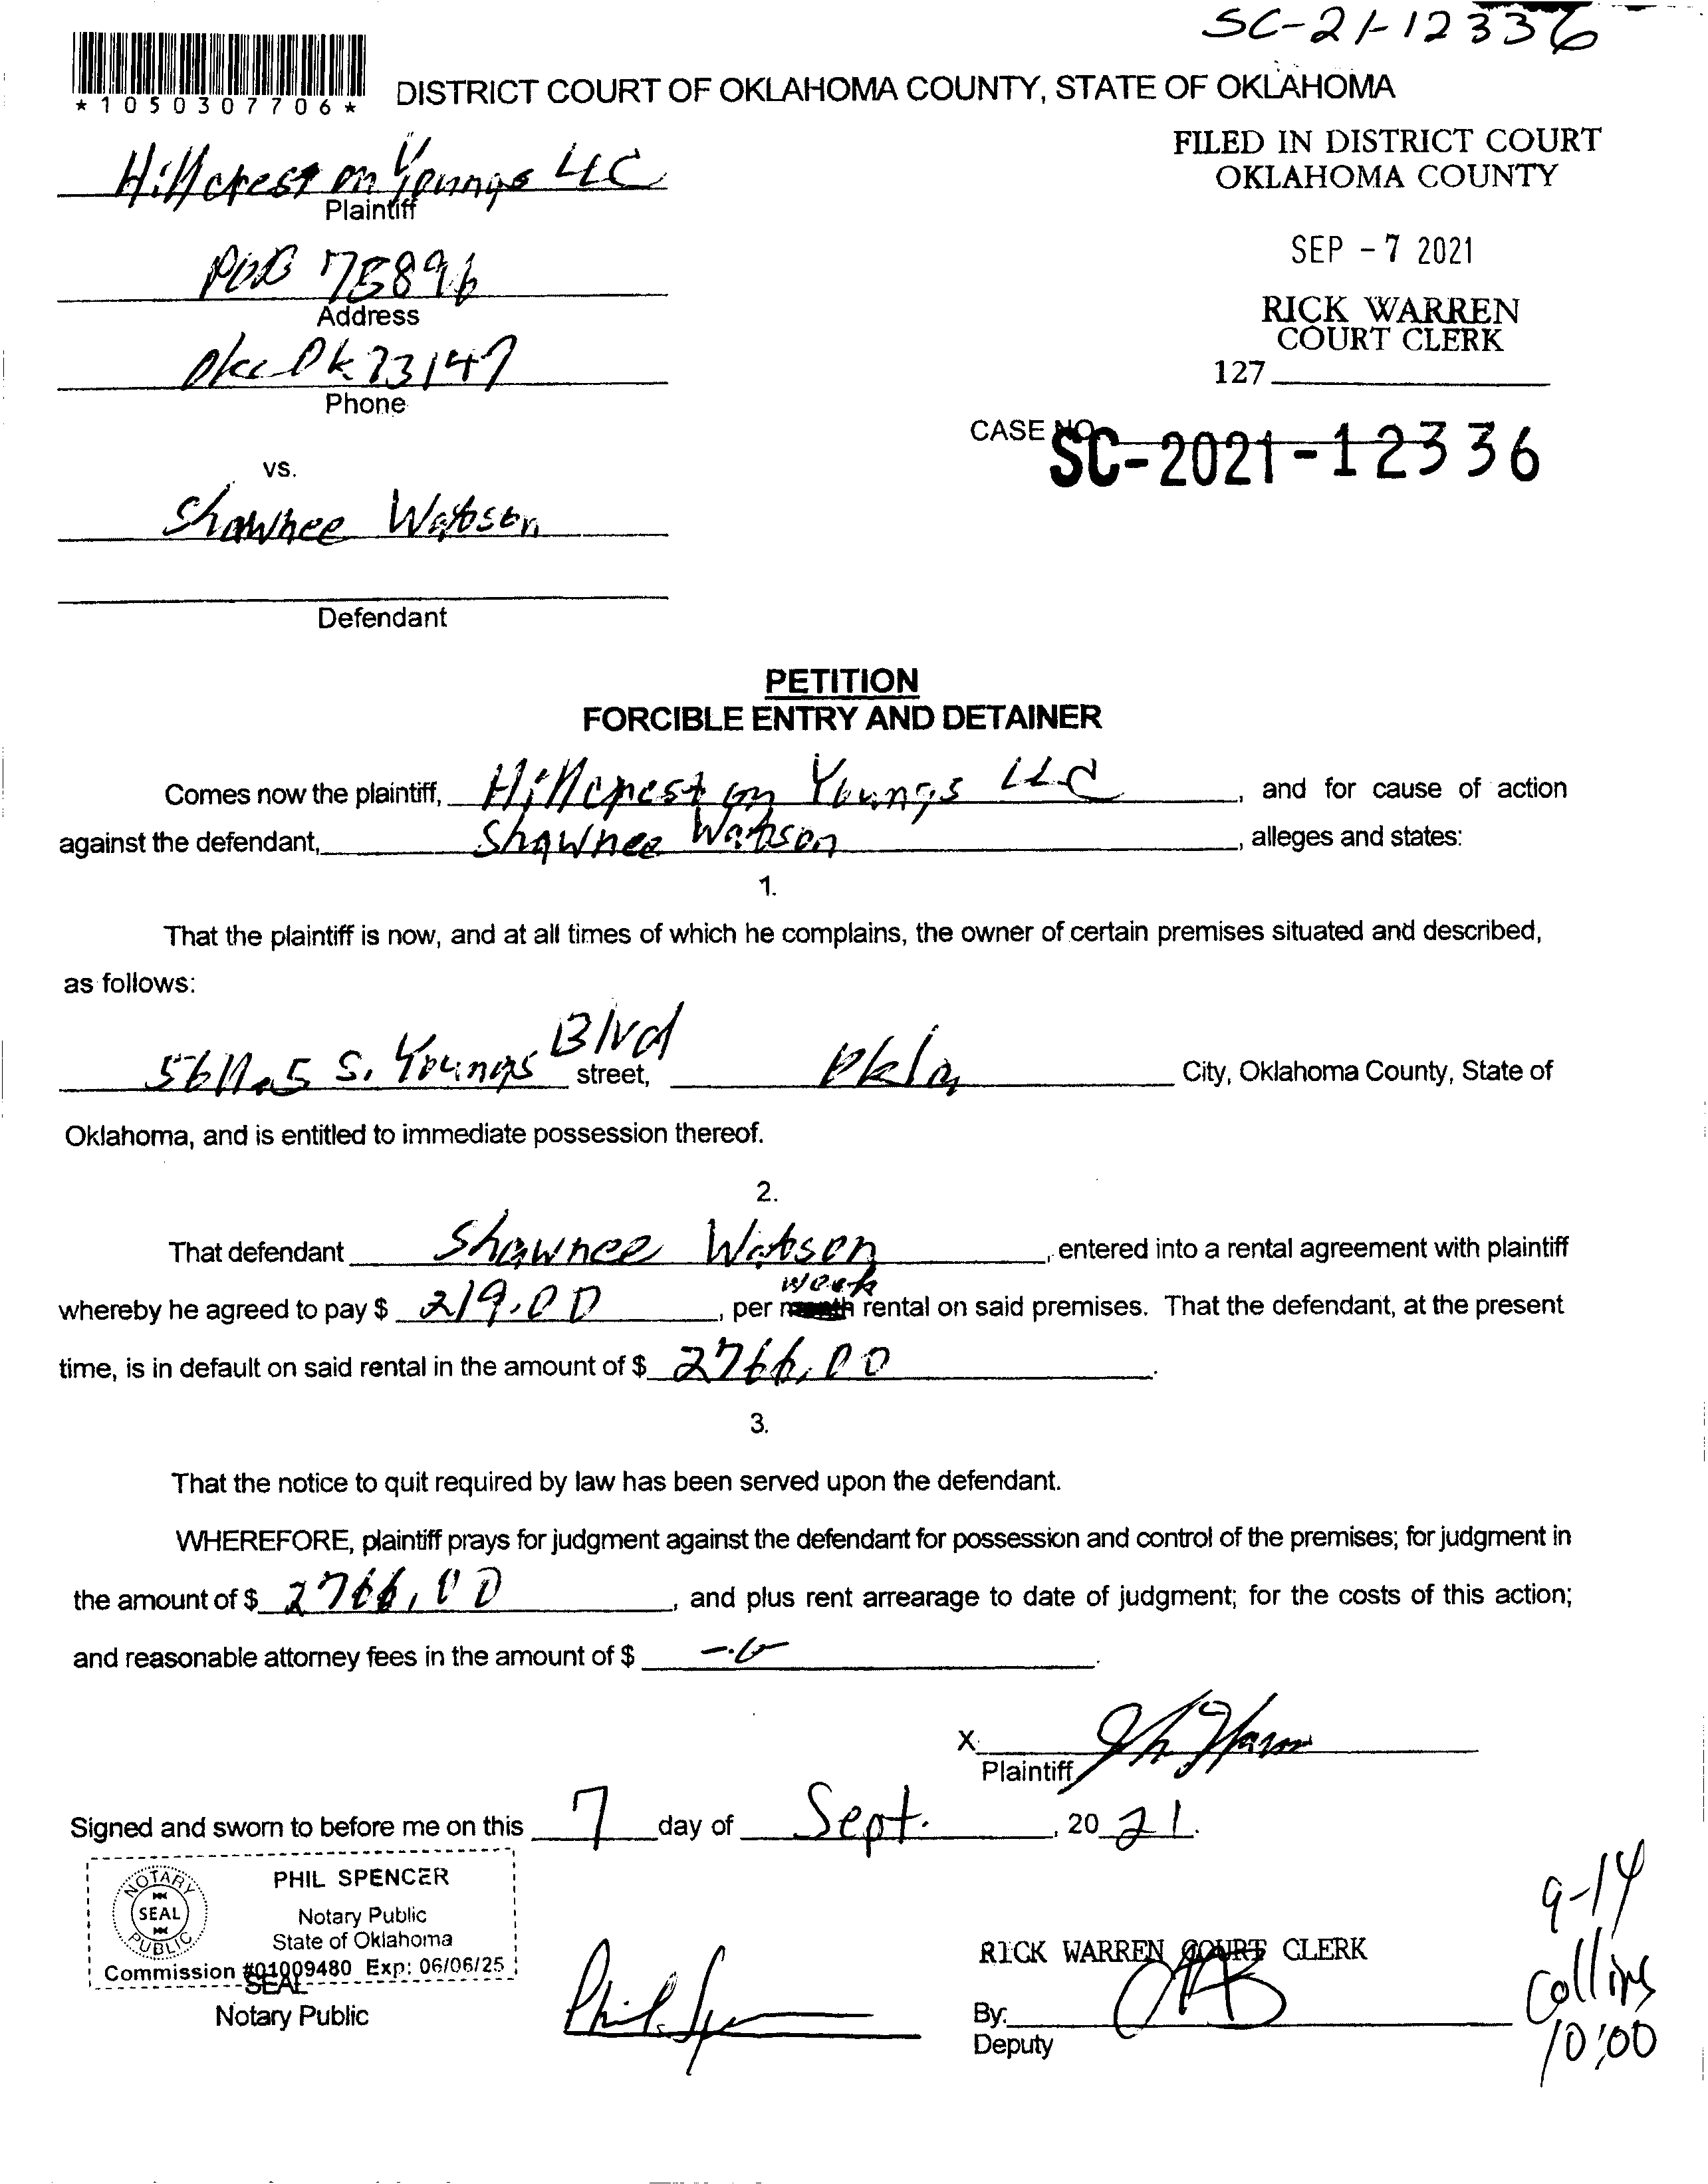 SC-21-12336
*1050307706*
DISTRICT COURT OF OKLAHOMA COUNTY, STATE OF OKLAHOMA
FILED IN DISTRICT COURT
OKLAHOMA COUNTY
Hillcrest on Youngs LLC
Plaintiff
SEP - 7 2021
POB 75896
Address
RICK WARREN
COURT CLERK
Okc Ok 73147
Phone
127
CASE NO.
SC-2021-12336
vs.
Shawnee Watson
Defendant
PETITION
FORCIBLE ENTRY AND DETAINER
Comes now the plaintiff, Hillcrest on Youngs LLC, and for cause of action
against the defendant, Shawnee Watson, alleges and states:
1.
That the plaintiff is now, and at all times of which he complains, the owner of certain premises situated and described,
as follows:
S. Youngs Blvd street, Okla City, Oklahoma County, State of
Oklahoma, and is entitled to immediate possession thereof.
2.
That defendant Shawnee Watson, entered into a rental agreement with plaintiff
week
whereby he agreed to pay $ 219.00, per month rental on said premises. That the defendant, at the present
time, is in default on said rental in the amount of $ 2766.00.
3.
That the notice to quit required by law has been served upon the defendant.
WHEREFORE, plaintiff prays for judgment against the defendant for possession and control of the premises; for judgment in
the amount of $ 2766.00, and plus rent arrearage to date of judgment; for the costs of this action;
and reasonable attorney fees in the amount of $ -0-.
X
Plaintiff
Signed and sworn to before me on this 7 day of Sept., 2021.
PHIL SPENCER
NOTARY PUBLIC
SEAL
Notary Public
State of Oklahoma
Commission #01009480 Exp: 06/06/25
SEAL
Notary Public
RICK WARREN COURT CLERK
By:
Deputy
9-14
Collins
10:00